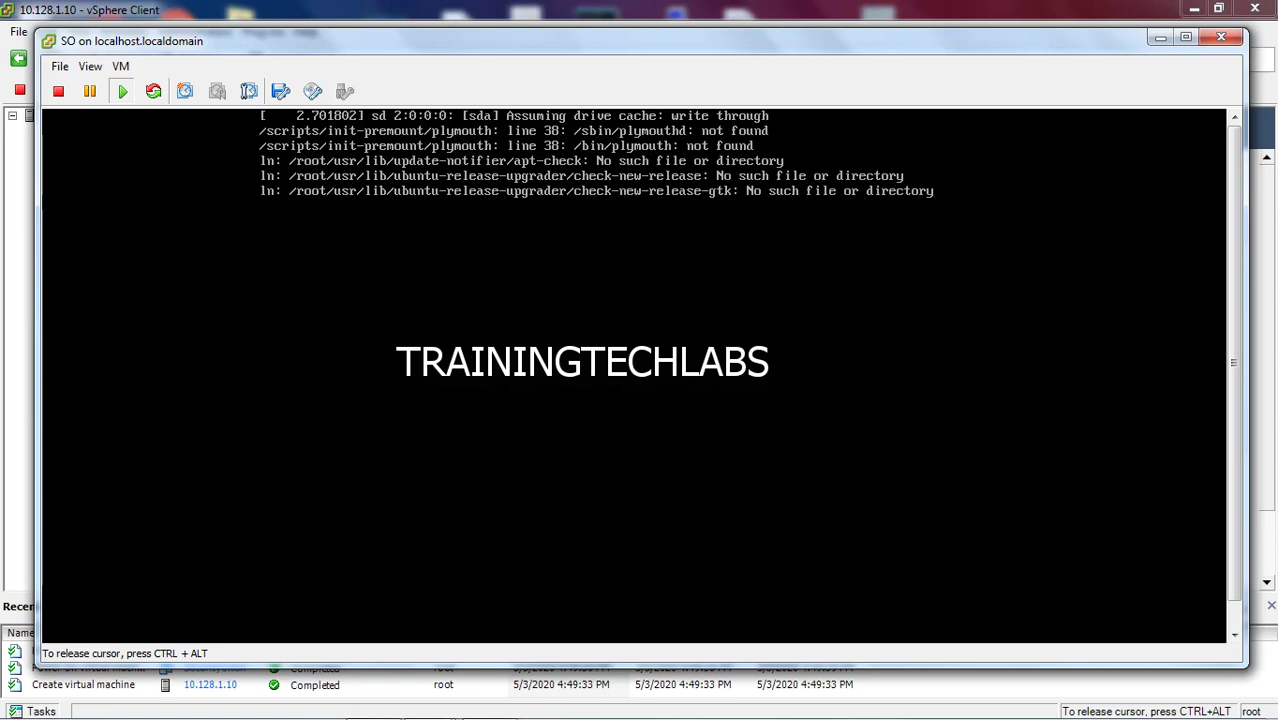 10.128.1.10 - vSphere Client
File
SO on localhost.localdomain
File View VM
[    2.701802] sd 2:0:0:0: [sda] Assuming drive cache: write through
/scripts/init-premount/plymouth: line 38: /sbin/plymouthd: not found
/scripts/init-premount/plymouth: line 38: /bin/plymouth: not found
ln: /root/usr/lib/update-notifier/apt-check: No such file or directory
ln: /root/usr/lib/ubuntu-release-upgrader/check-new-release: No such file or directory
ln: /root/usr/lib/ubuntu-release-upgrader/check-new-release-gtk: No such file or directory
TRAININGTECHLABS
Recen
Name
To release cursor, press CTRL + ALT
Create virtual machine 10.128.1.10 Completed root 5/3/2020 4:49:33 PM 5/3/2020 4:49:33 PM 5/3/2020 4:49:33 PM
Tasks To release cursor, press CTRL+ALT root